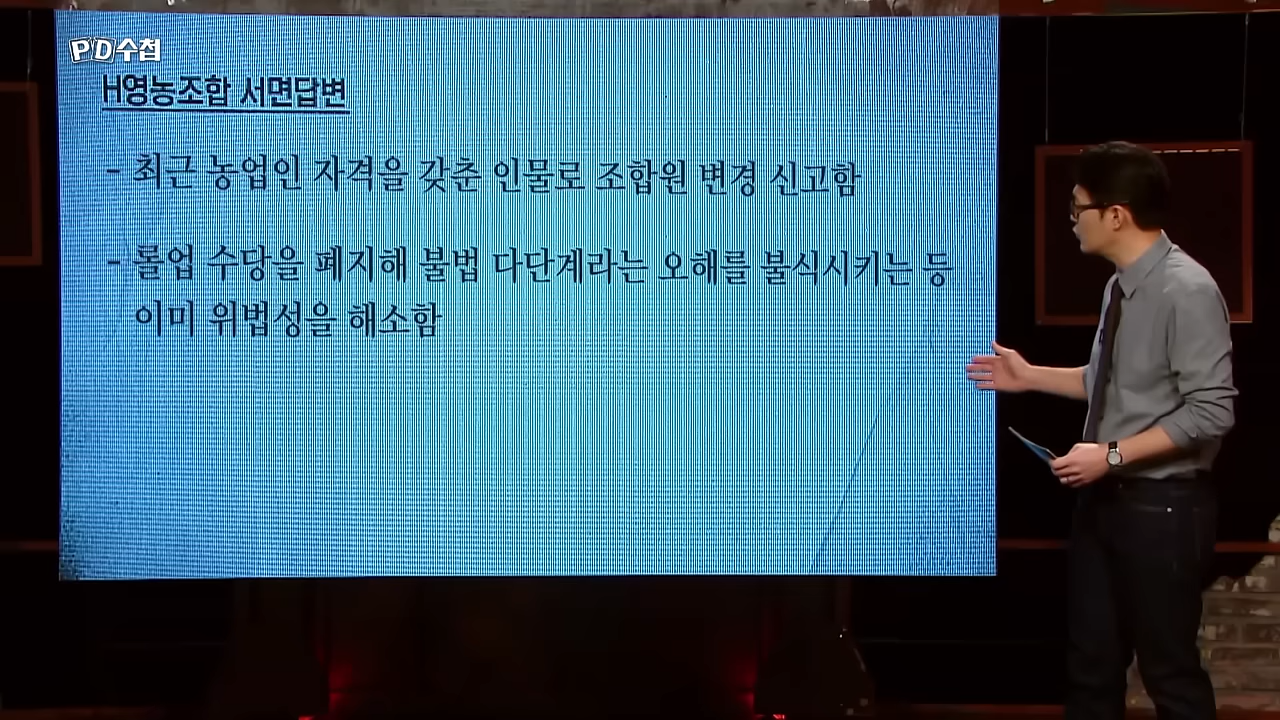 PD수첩
H영농조합 서면답변
- 최근 농업인 자격을 갖춘 인물로 조합원 변경 신고함
- 롤업 수당을 폐지해 불법 다단계라는 오해를 불식시키는 등
이미 위법성을 해소함